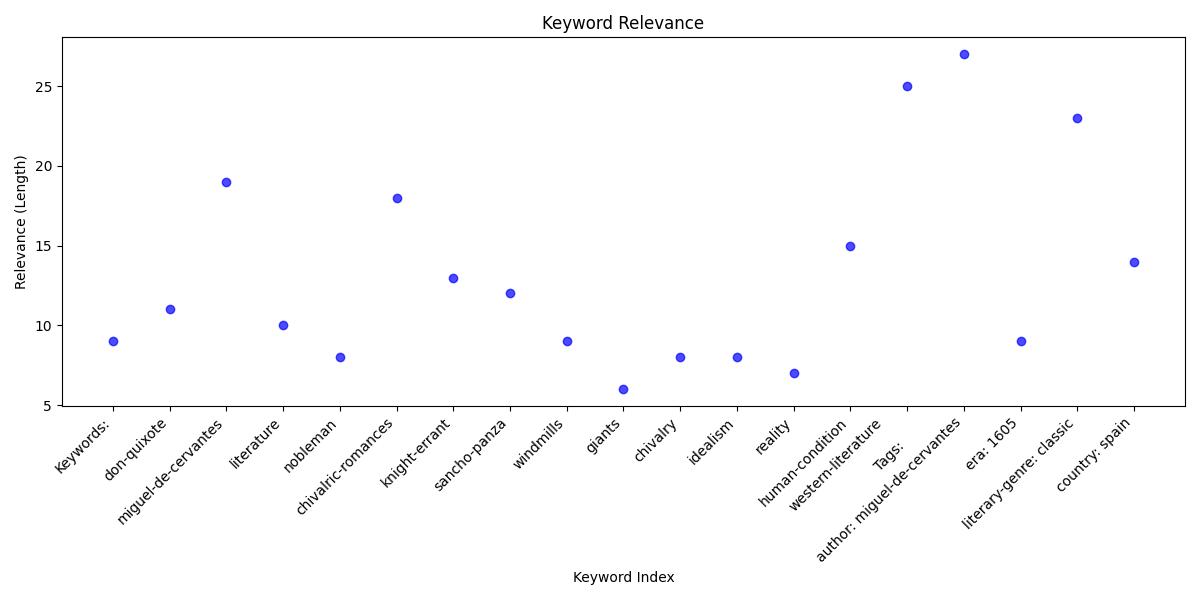 Keyword Relevance
Relevance (Length)
25
20
15
10
5
Keywords:
don-quixote
miguel-de-cervantes
literature
nobleman
chivalric-romances
knight-errant
sancho-panza
windmills
giants
chivalry
idealism
reality
human-condition
western-literature
Tags:
author: miguel-de-cervantes
era: 1605
literary-genre: classic
country: spain
Keyword Index